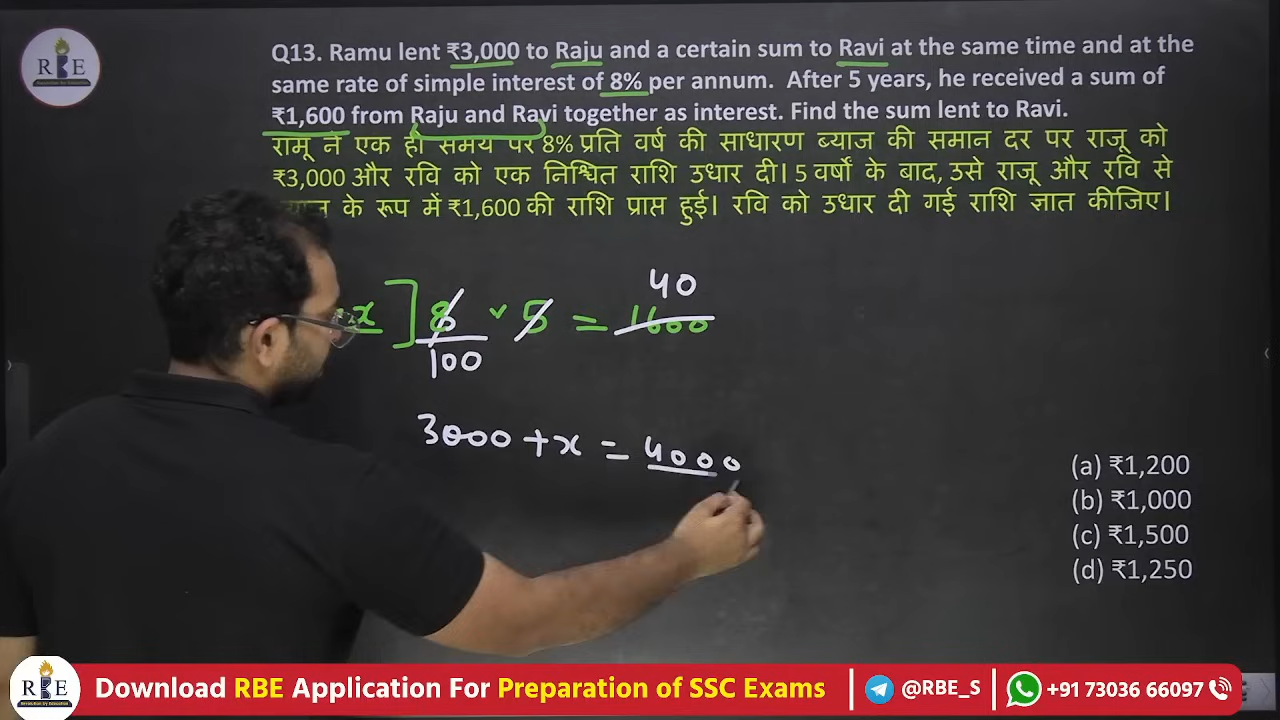 RBE
Q13. Ramu lent ₹3,000 to Raju and a certain sum to Ravi at the same time and at the
same rate of simple interest of 8% per annum. After 5 years, he received a sum of
₹1,600 from Raju and Ravi together as interest. Find the sum lent to Ravi.
रामू ने एक ही समय पर 8% प्रति वर्ष की साधारण ब्याज की समान दर पर राजू को
₹3,000 और रवि को एक निश्चित राशि उधार दी। 5 वर्षों के बाद, उसे राजू और रवि से
के रूप में ₹1,600 की राशि प्राप्त हुई। रवि को उधार दी गई राशि ज्ञात कीजिए।
40
x ] 8 × 5 = 1600
100
3000 + x = 4000
(a) ₹1,200
(b) ₹1,000
(c) ₹1,500
(d) ₹1,250
RBE
Download RBE Application For Preparation of SSC Exams
@RBE_S
+91 73036 66097